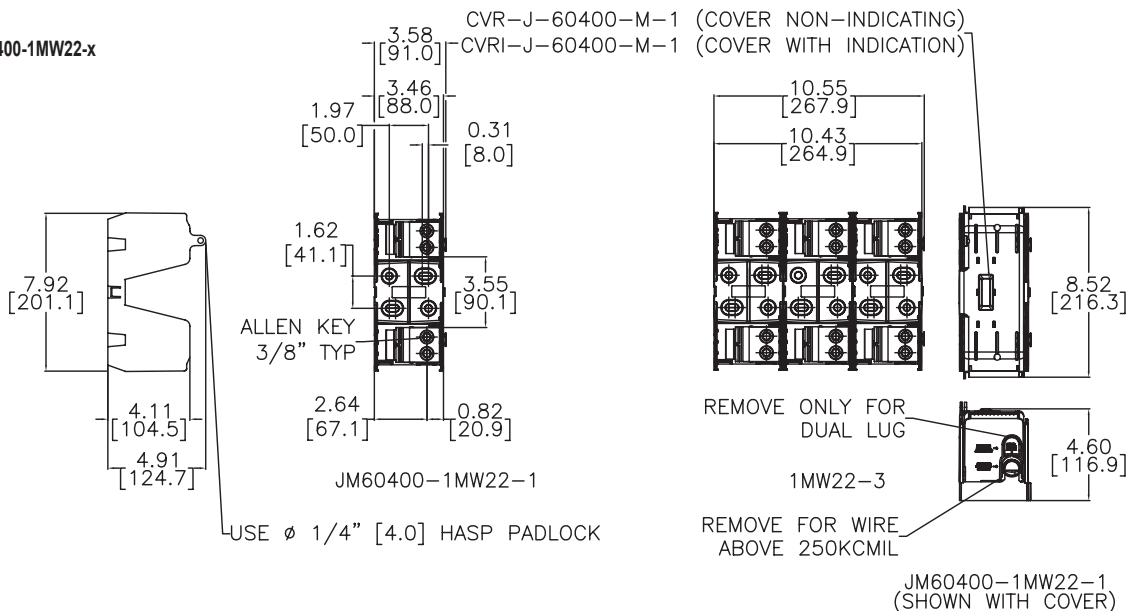 CVR-J-60400-M-1 (COVER NON-INDICATING)
CVRI-J-60400-M-1 (COVER WITH INDICATION)
400-1MW22-x
3.58
[91.0]
3.46
[88.0]
1.97
[50.0]
0.31
[8.0]
10.55
[267.9]
10.43
[264.9]
1.62
[41.1]
7.92
[201.1]
3.55
[90.1]
8.52
[216.3]
ALLEN KEY
3/8" TYP
4.11
[104.5]
4.91
[124.7]
2.64
[67.1]
0.82
[20.9]
JM60400-1MW22-1
REMOVE ONLY FOR
DUAL LUG
1MW22-3
4.60
[116.9]
USE ø 1/4" [4.0] HASP PADLOCK
REMOVE FOR WIRE
ABOVE 250KCMIL
JM60400-1MW22-1
(SHOWN WITH COVER)